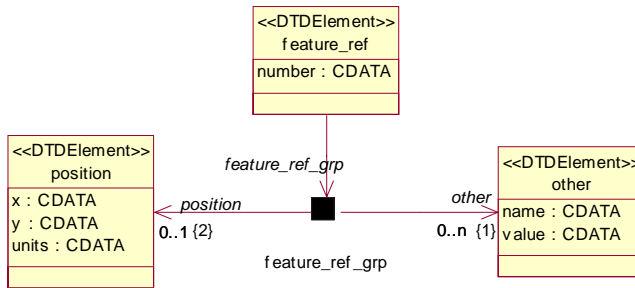 <<DTDElement>>
feature_ref
number : CDATA
feature_ref_grp
<<DTDElement>>
position
x : CDATA
y : CDATA
units : CDATA
position
0..1 {2}
other
0..n {1}
<<DTDElement>>
other
name : CDATA
value : CDATA
feature_ref_grp